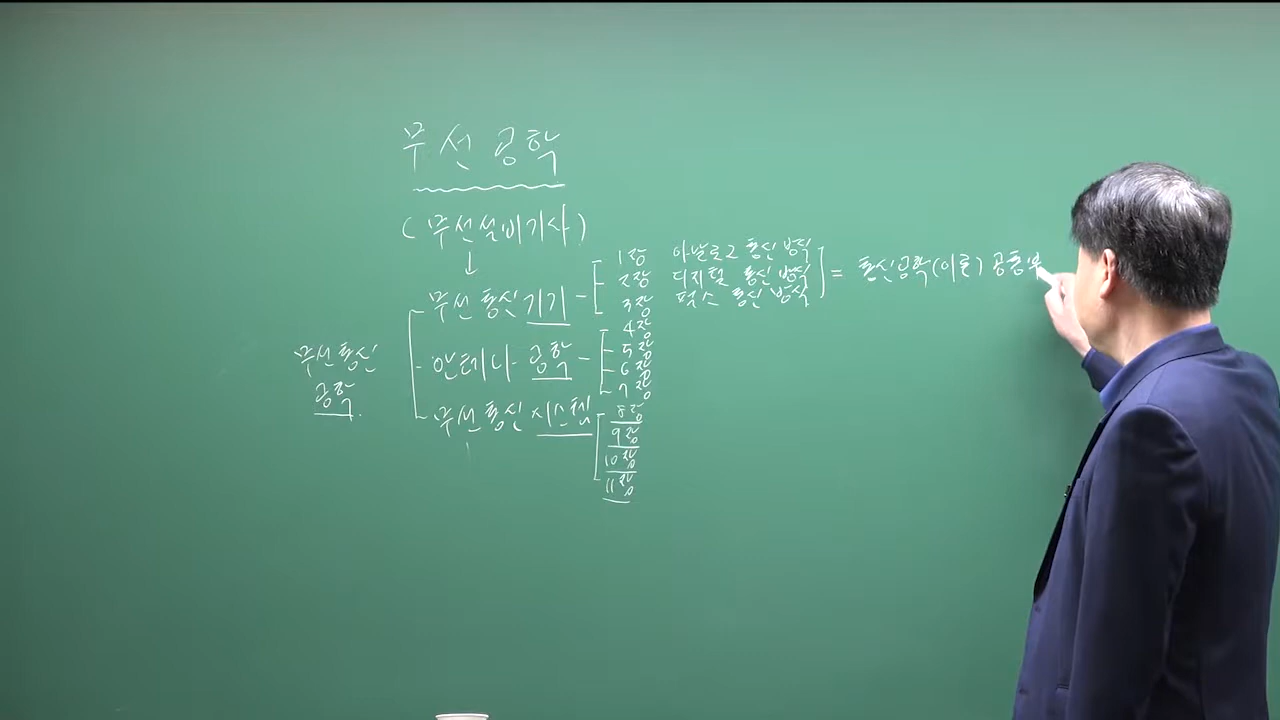 무선 공학
(무선설비기사)
↓
무선통신 기기 - 1장 아날로그 통신 방식
2장 디지털 통신 방식 = 통신공학(이론) 공통부
3장 펄스 통신 방식
무선통신 공학
안테나 공학 - 4장
5장
6장
7장
무선통신 시스템 8장
9장
10장
11장